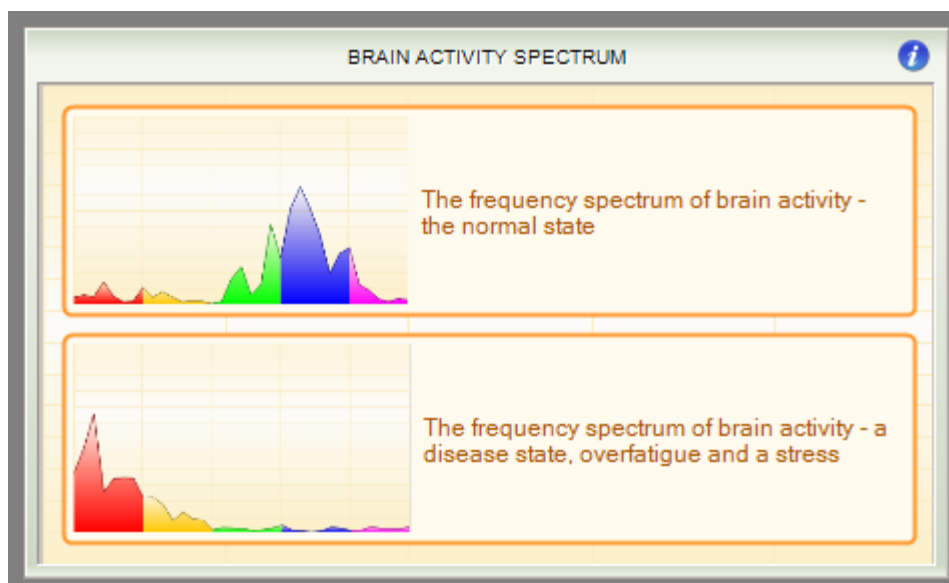 BRAIN ACTIVITY SPECTRUM
i
The frequency spectrum of brain activity -
the normal state
The frequency spectrum of brain activity - a
disease state, overfatigue and a stress